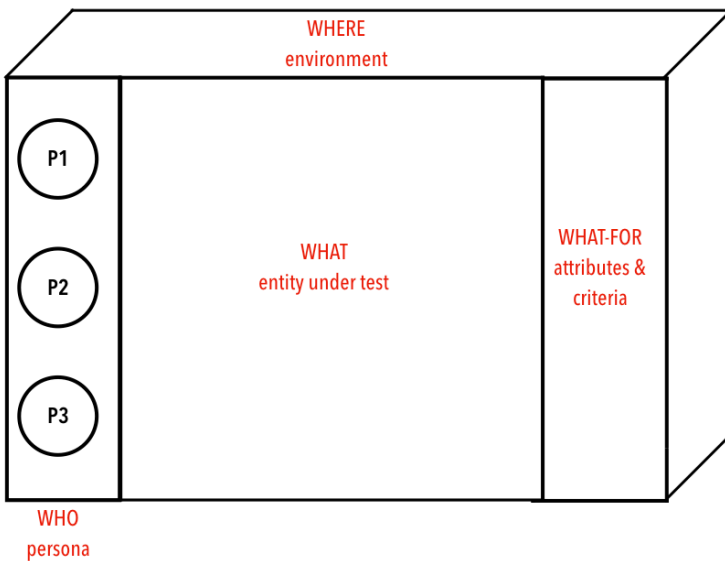 WHERE
environment
P1
P2
P3
WHAT
entity under test
WHAT-FOR
attributes &
criteria
WHO
persona